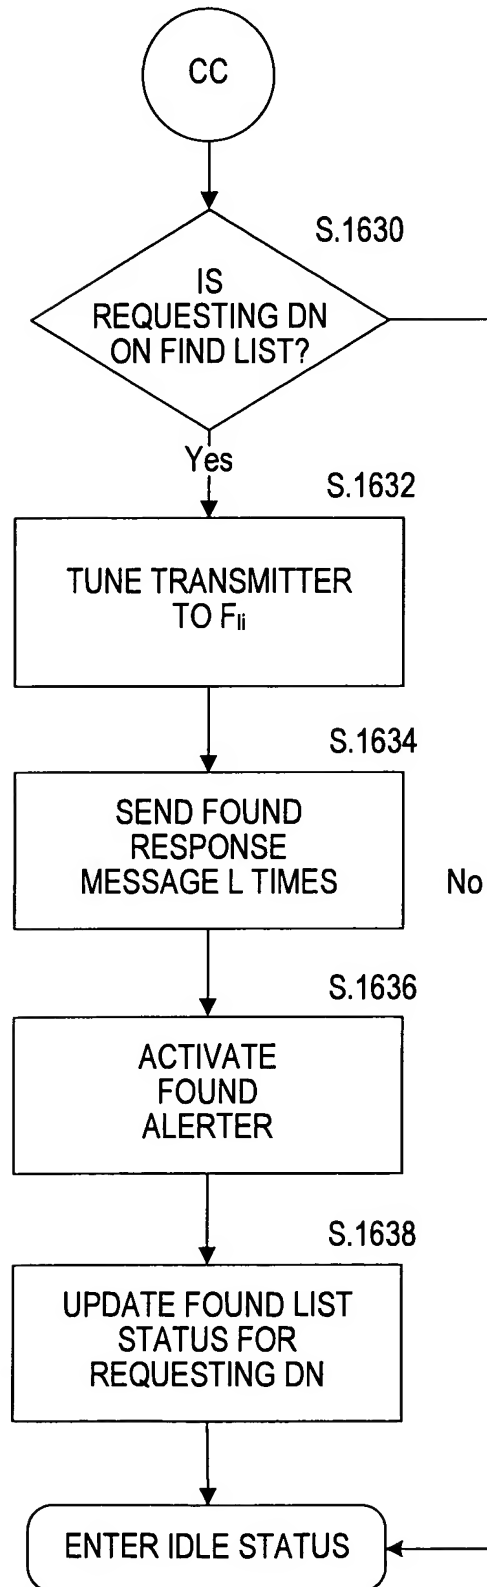 CC
S.1630
IS
REQUESTING DN
ON FIND LIST?
Yes
S.1632
TUNE TRANSMITTER
TO Fli
S.1634
SEND FOUND
RESPONSE
MESSAGE L TIMES
No
S.1636
ACTIVATE
FOUND
ALERTER
S.1638
UPDATE FOUND LIST
STATUS FOR
REQUESTING DN
ENTER IDLE STATUS